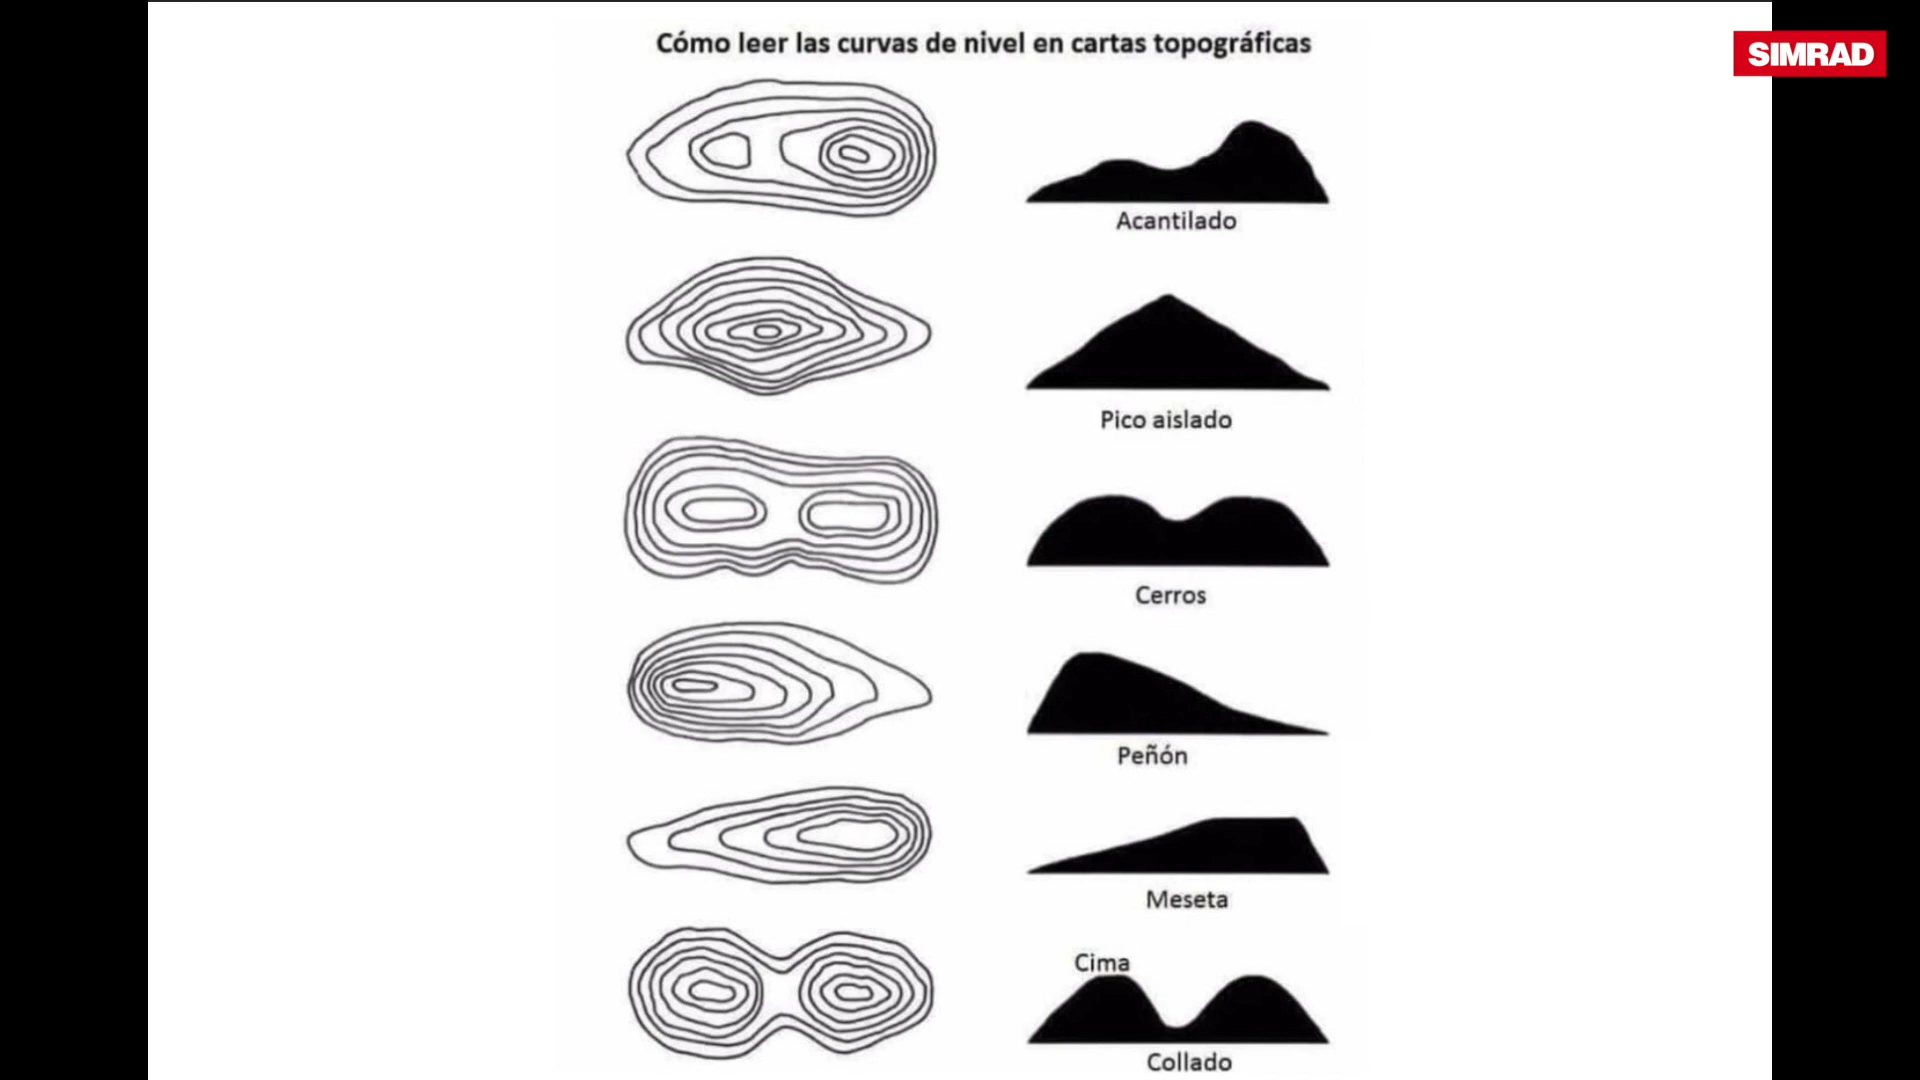 Cómo leer las curvas de nivel en cartas topográficas
SIMRAD
Acantilado
Pico aislado
Cerros
Peñón
Meseta
Cima
Collado